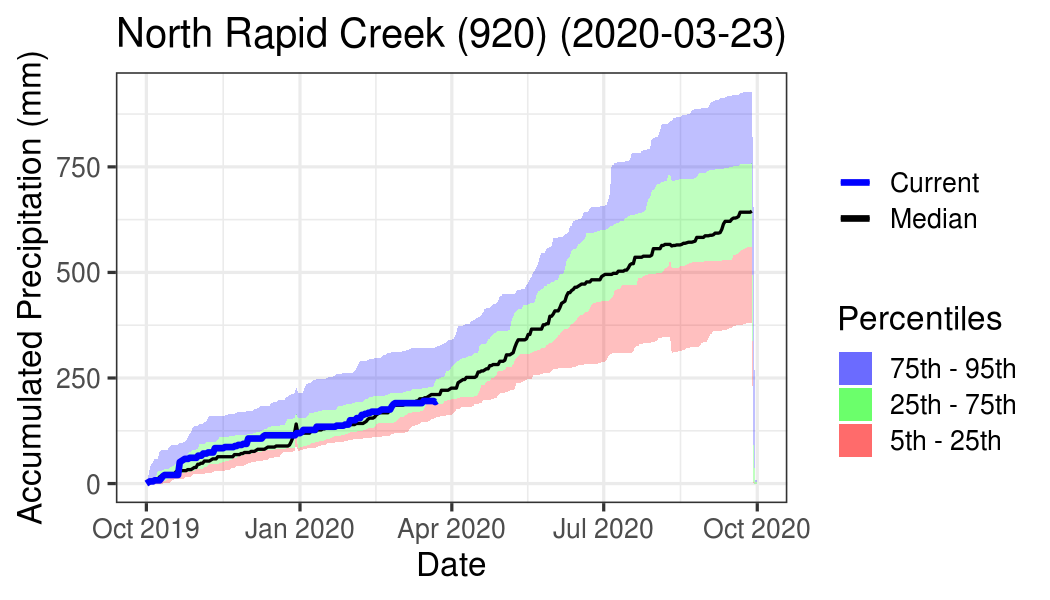 North Rapid Creek (920) (2020-03-23)
Accumulated Precipitation (mm)
750
500
250
0
Oct 2019
Jan 2020
Apr 2020
Jul 2020
Oct 2020
Date
Current
Median
Percentiles
75th - 95th
25th - 75th
5th - 25th